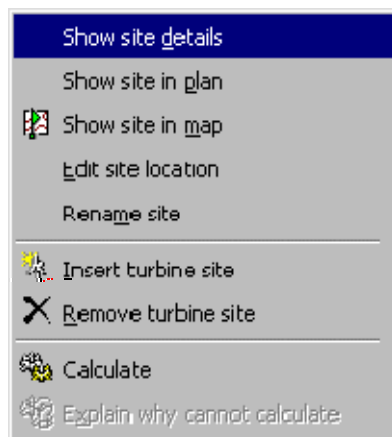 Show site details
Show site in plan
Show site in map
Edit site location
Rename site
Insert turbine site
Remove turbine site
Calculate
Explain why cannot calculate